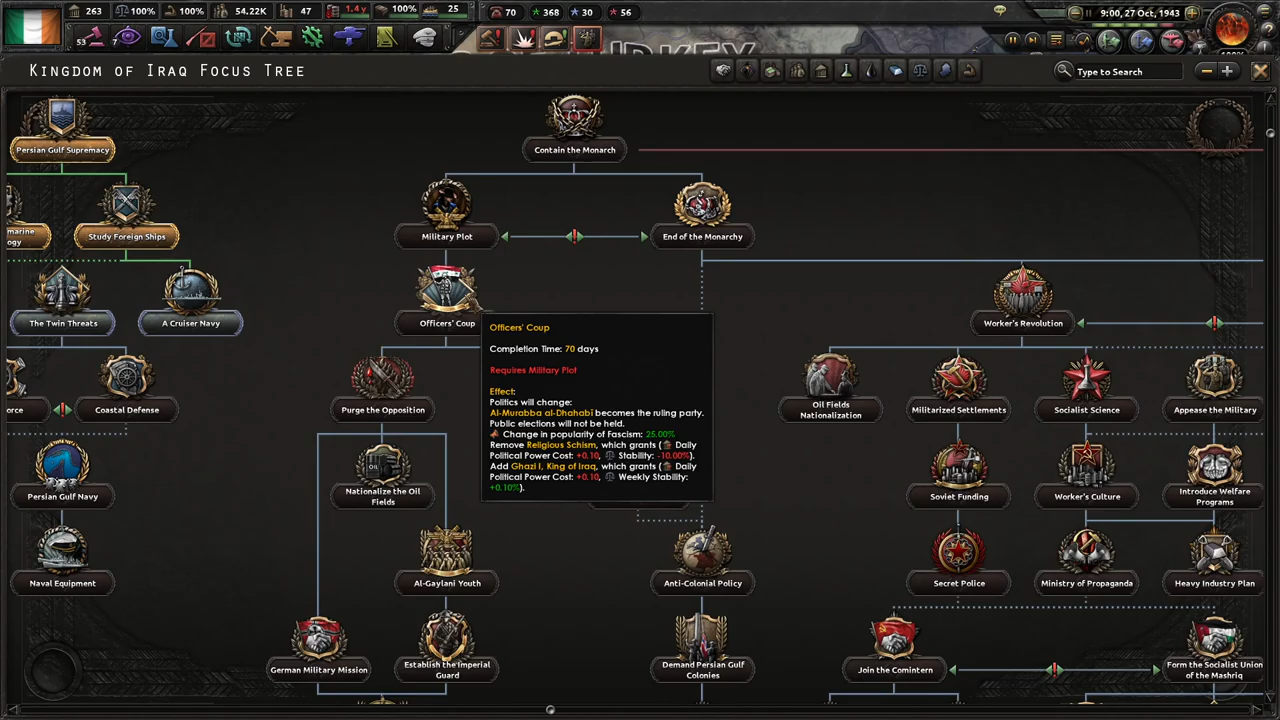 263
100%
100%
54.22K
47
1.4y
100%
25
70
368
30
56
9:00, 27 Oct, 1943
53
7
100%
Kingdom of Iraq Focus Tree
Type to Search
Persian Gulf Supremacy
Contain the Monarch
marine
ogy
Study Foreign Ships
Military Plot
End of the Monarchy
The Twin Threats
A Cruiser Navy
Officers' Coup
Worker's Revolution
Officers' Coup
Completion Time: 70 days
Requires Military Plot
Effect:
Politics will change:
Al-Murabba al-Dhahabi becomes the ruling party.
Public elections will not be held.
Change in popularity of Fascism: 25.00%
Remove Religious Schism, which grants ( Daily
Political Power Cost: +0.10, Stability: -10.00%).
Add Ghazi I, King of Iraq, which grants ( Daily
Political Power Cost: +0.10, Weekly Stability:
+0.10%).
orce
Coastal Defense
Purge the Opposition
Oil Fields
Nationalization
Militarized Settlements
Socialist Science
Appease the Military
Persian Gulf Navy
OIL
Nationalize the Oil
Fields
Soviet Funding
Worker's Culture
Introduce Welfare
Programs
Naval Equipment
Al-Gaylani Youth
Anti-Colonial Policy
Secret Police
Ministry of Propaganda
Heavy Industry Plan
German Military Mission
Establish the Imperial
Guard
Demand Persian Gulf
Colonies
Join the Comintern
Form the Socialist Union
of the Mashriq